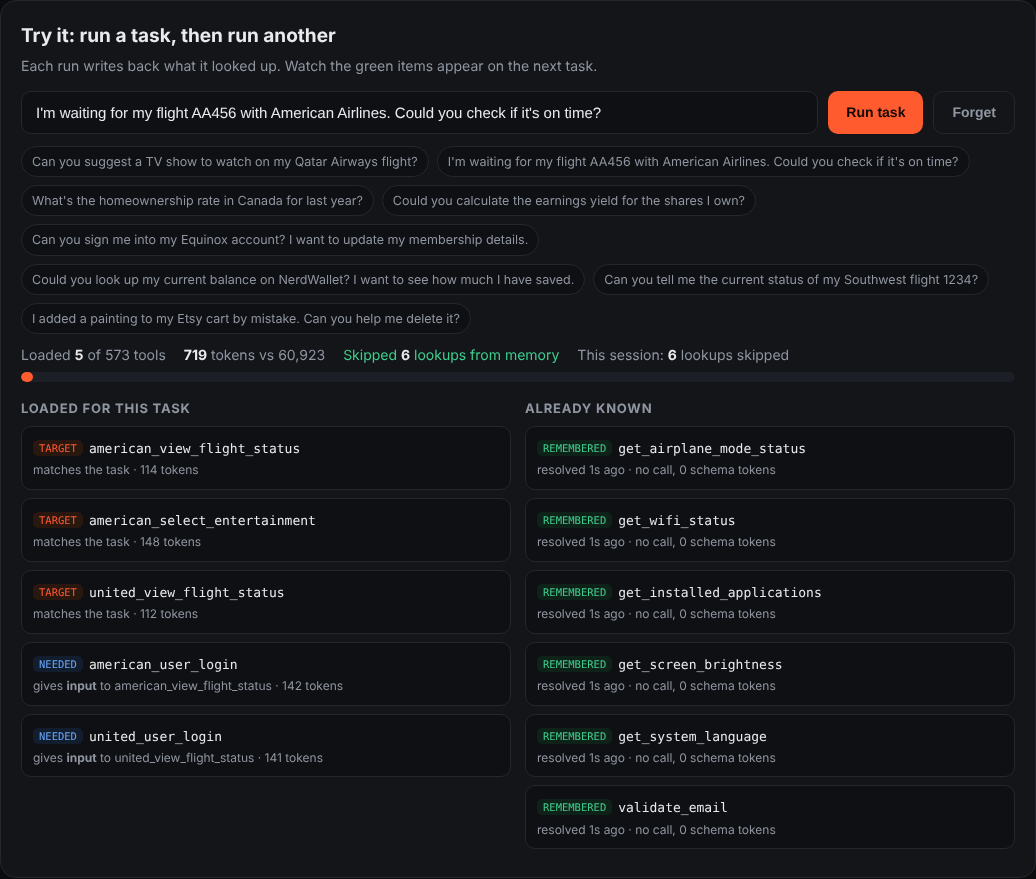 Try it: run a task, then run another
Each run writes back what it looked up. Watch the green items appear on the next task.
I'm waiting for my flight AA456 with American Airlines. Could you check if it's on time?
Run task
Forget
Can you suggest a TV show to watch on my Qatar Airways flight?
I'm waiting for my flight AA456 with American Airlines. Could you check if it's on time?
What's the homeownership rate in Canada for last year?
Could you calculate the earnings yield for the shares I own?
Can you sign me into my Equinox account? I want to update my membership details.
Could you look up my current balance on NerdWallet? I want to see how much I have saved.
Can you tell me the current status of my Southwest flight 1234?
I added a painting to my Etsy cart by mistake. Can you help me delete it?
Loaded 5 of 573 tools 719 tokens vs 60,923 Skipped 6 lookups from memory This session: 6 lookups skipped
LOADED FOR THIS TASK
TARGET american_view_flight_status
matches the task · 114 tokens
TARGET american_select_entertainment
matches the task · 148 tokens
TARGET united_view_flight_status
matches the task · 112 tokens
NEEDED american_user_login
gives input to american_view_flight_status · 142 tokens
NEEDED united_user_login
gives input to united_view_flight_status · 141 tokens
ALREADY KNOWN
REMEMBERED get_airplane_mode_status
resolved 1s ago · no call, 0 schema tokens
REMEMBERED get_wifi_status
resolved 1s ago · no call, 0 schema tokens
REMEMBERED get_installed_applications
resolved 1s ago · no call, 0 schema tokens
REMEMBERED get_screen_brightness
resolved 1s ago · no call, 0 schema tokens
REMEMBERED get_system_language
resolved 1s ago · no call, 0 schema tokens
REMEMBERED validate_email
resolved 1s ago · no call, 0 schema tokens